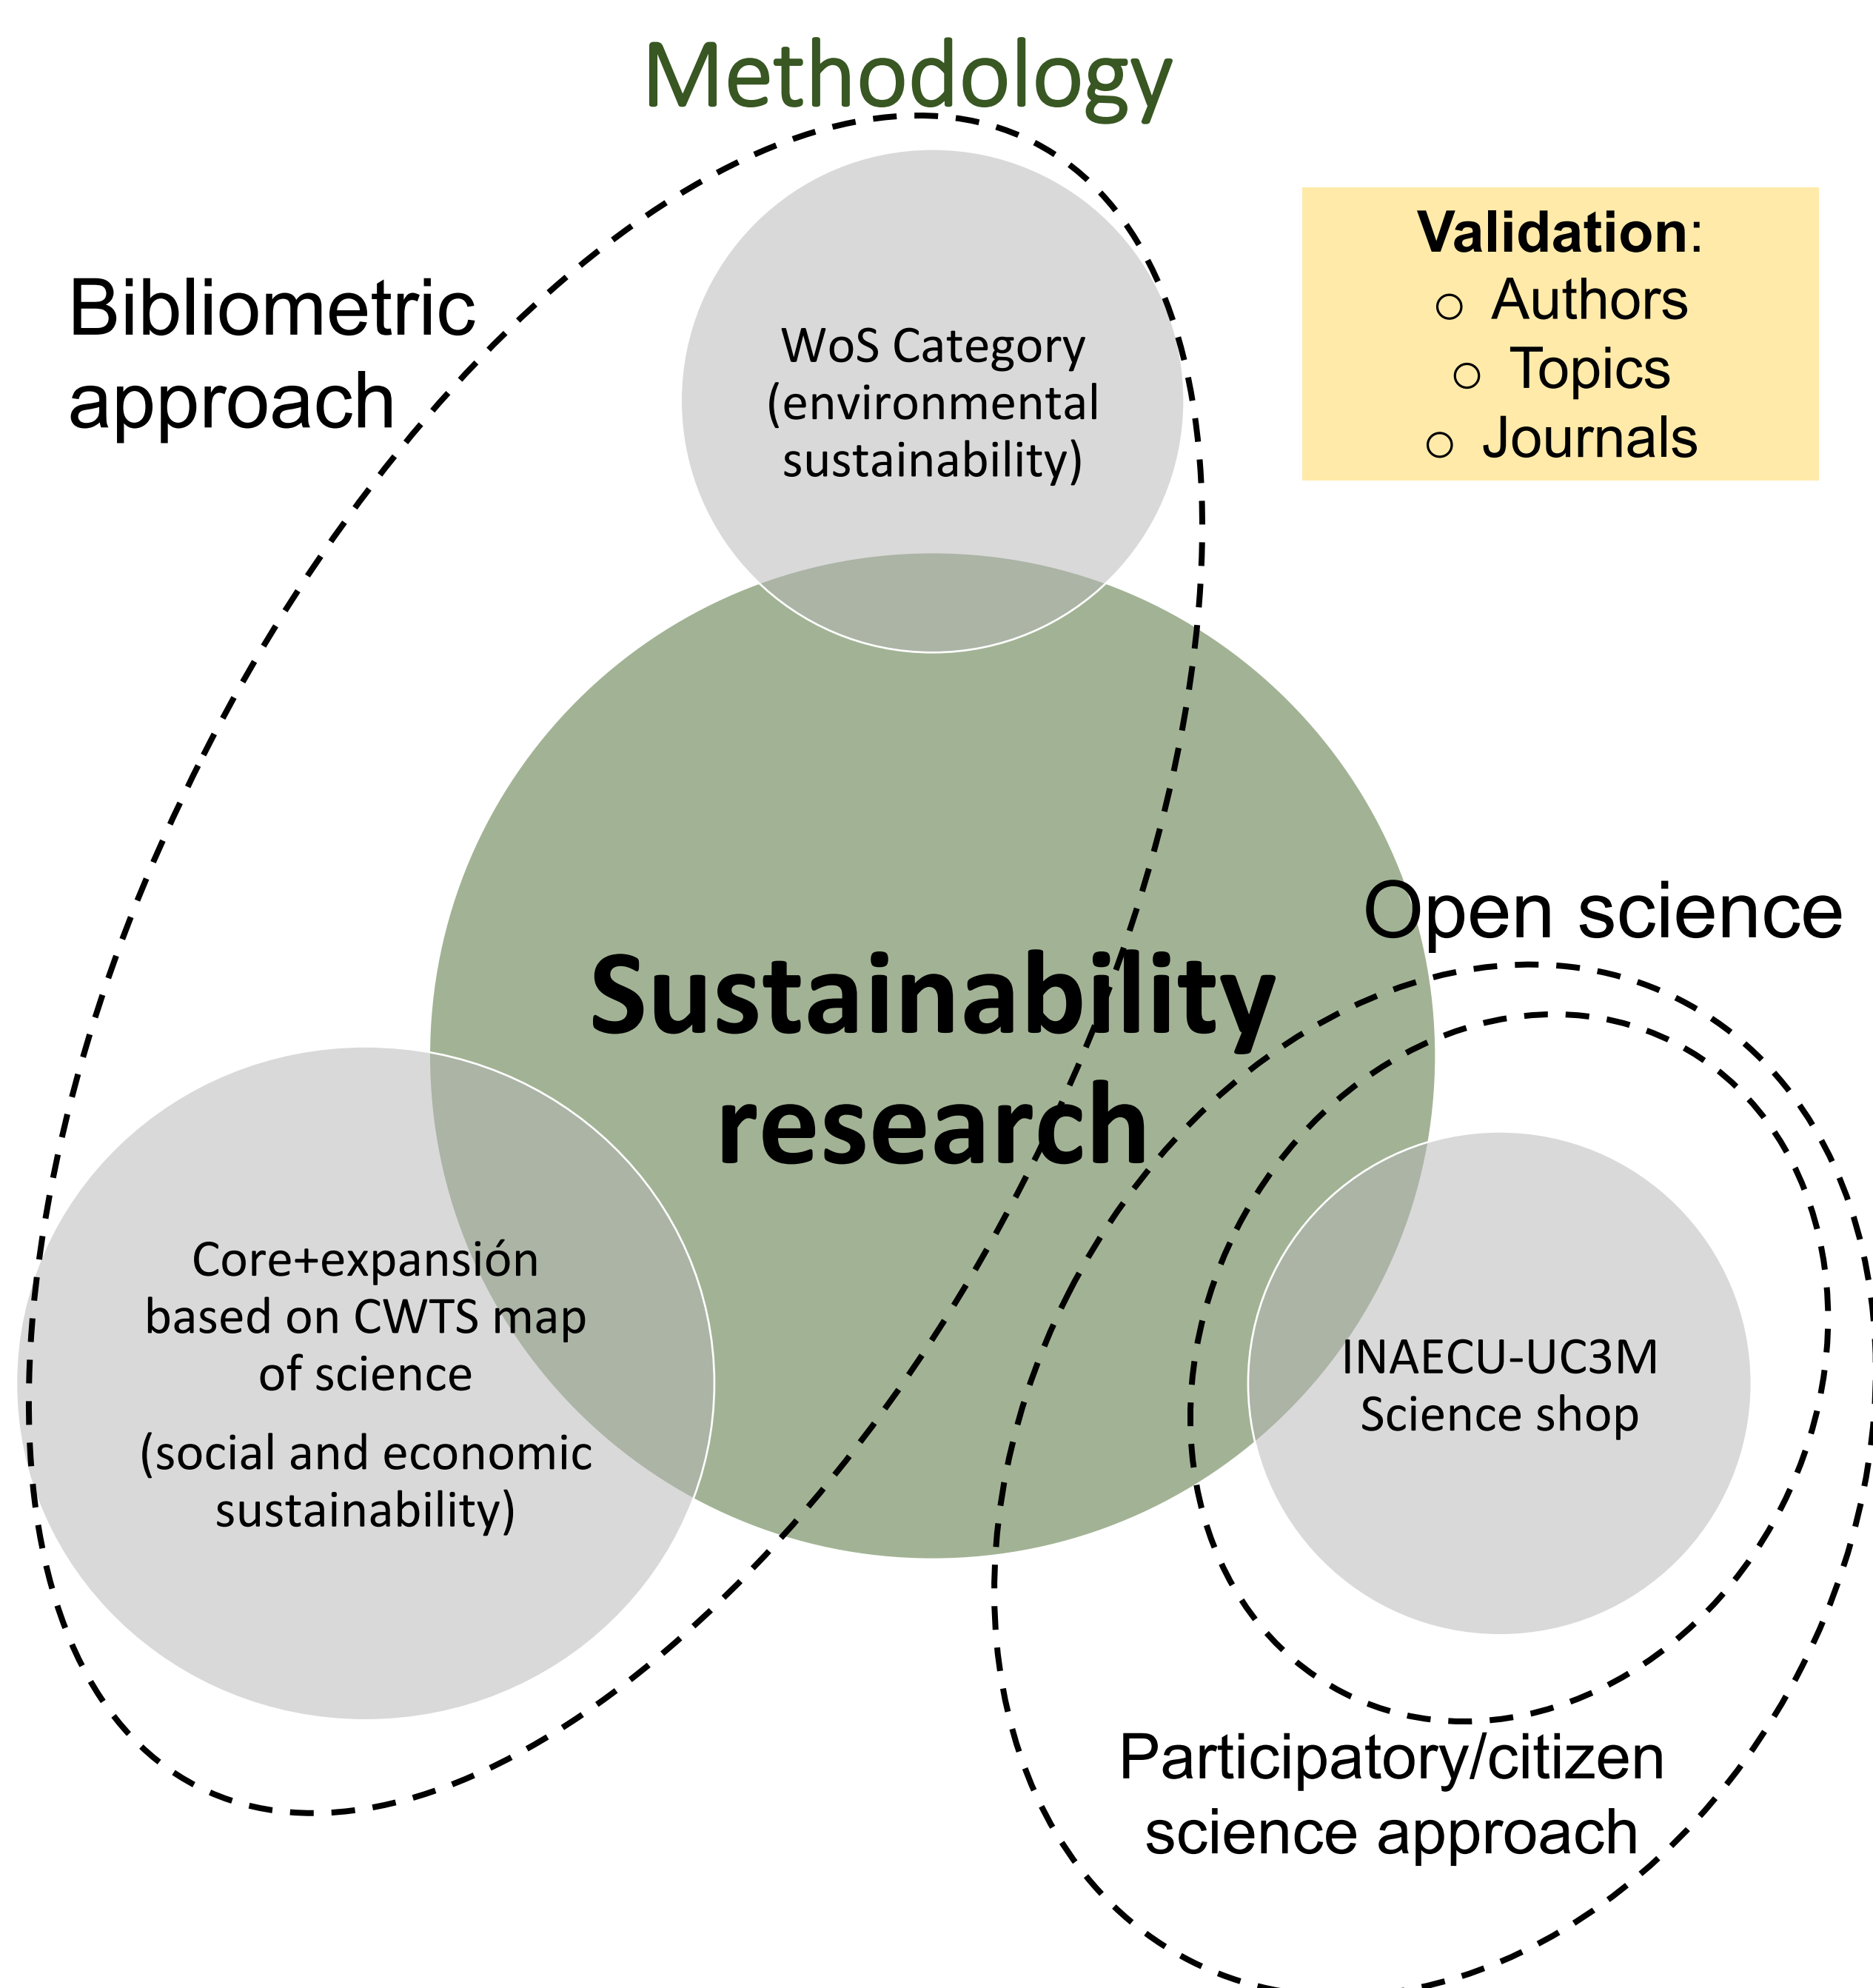 Methodology
Bibliometric
approach
WoS Category
(environmental
sustainability)
Validation:
○ Authors
○ Topics
○ Journals
Open science
Sustainability
research
Core+expansión
based on CWTS map
of science
(social and economic
sustainability)
INAECU-UC3M
Science shop
Participatory/citizen
science approach